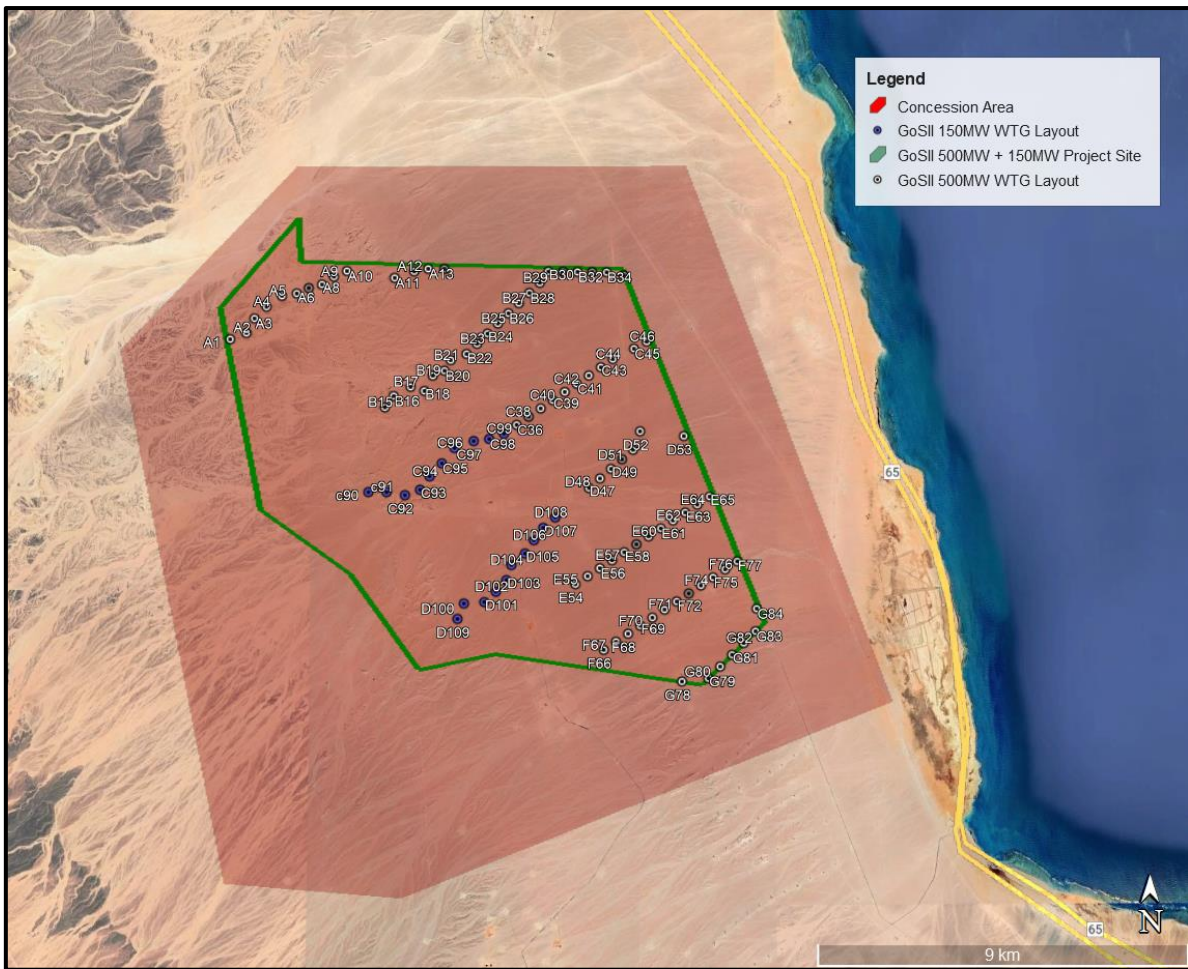 Legend
Concession Area
GoSII 150MW WTG Layout
GoSII 500MW + 150MW Project Site
GoSII 500MW WTG Layout
A1
A2
A3
A4
A5
A6
A8
A9
A10
A11
A12
A13
B29
B30
B32
B34
B27
B28
B25
B26
B23
B24
B21
B22
B19
B20
B17
B18
B15
B16
C46
C45
C44
C43
C42
C41
C40
C39
C38
C36
C99
C98
C96
C97
C94
C95
c90
c91
C92
C93
D52
D53
D51
D49
D48
D47
D108
D107
D106
D105
D104
D103
D102
D101
D100
D109
E64
E65
E62
E63
E60
E61
E57
E58
E55
E56
E54
F76
F77
F74
F75
F71
F72
F70
F69
F67
F68
F66
G84
G83
G82
G81
G80
G79
G78
65
65
N
9 km